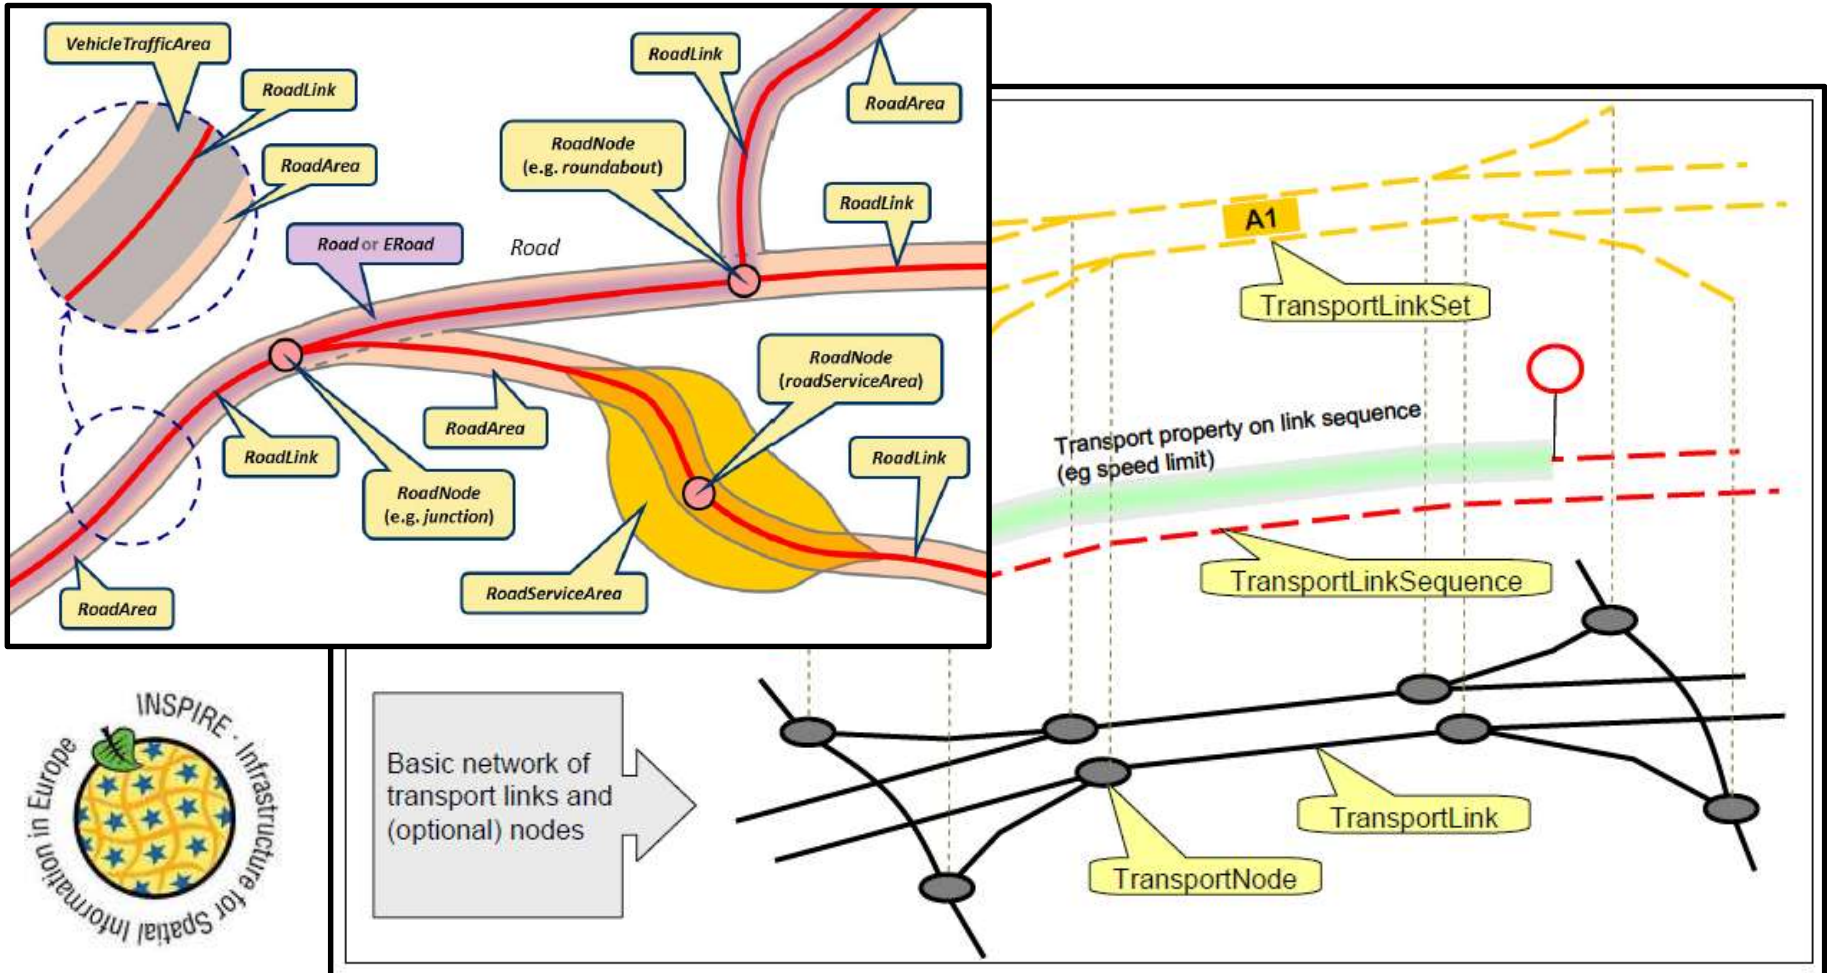 VehicleTrafficArea
RoadLink
RoadArea
RoadLink
RoadArea
RoadNode
(e.g. roundabout)
RoadLink
Road or ERoad
Road
RoadNode
(roadServiceArea)
RoadArea
RoadLink
RoadLink
RoadNode
(e.g. junction)
RoadServiceArea
RoadArea
A1
TransportLinkSet
Transport property on link sequence
(eg speed limit)
TransportLinkSequence
Basic network of
transport links and
(optional) nodes
TransportLink
TransportNode
INSPIRE · Infrastructure for Spatial Information in Europe